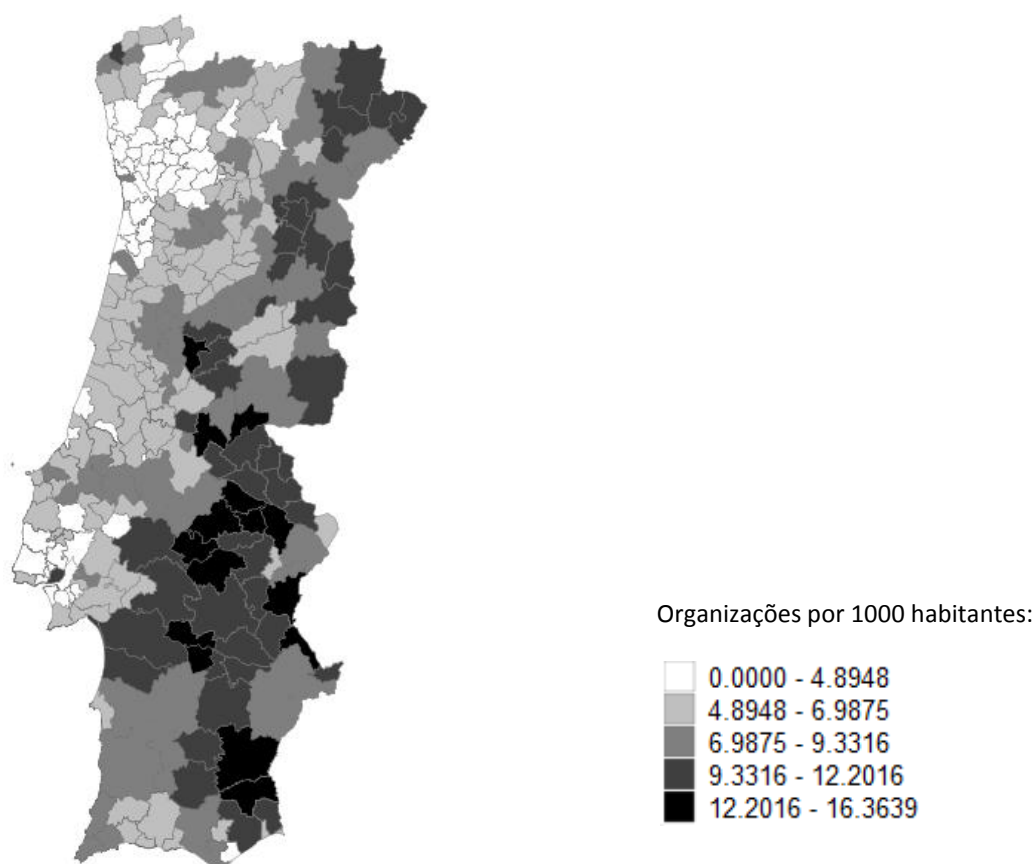 Organizações por 1000 habitantes:
0.0000 - 4.8948
4.8948 - 6.9875
6.9875 - 9.3316
9.3316 - 12.2016
12.2016 - 16.3639